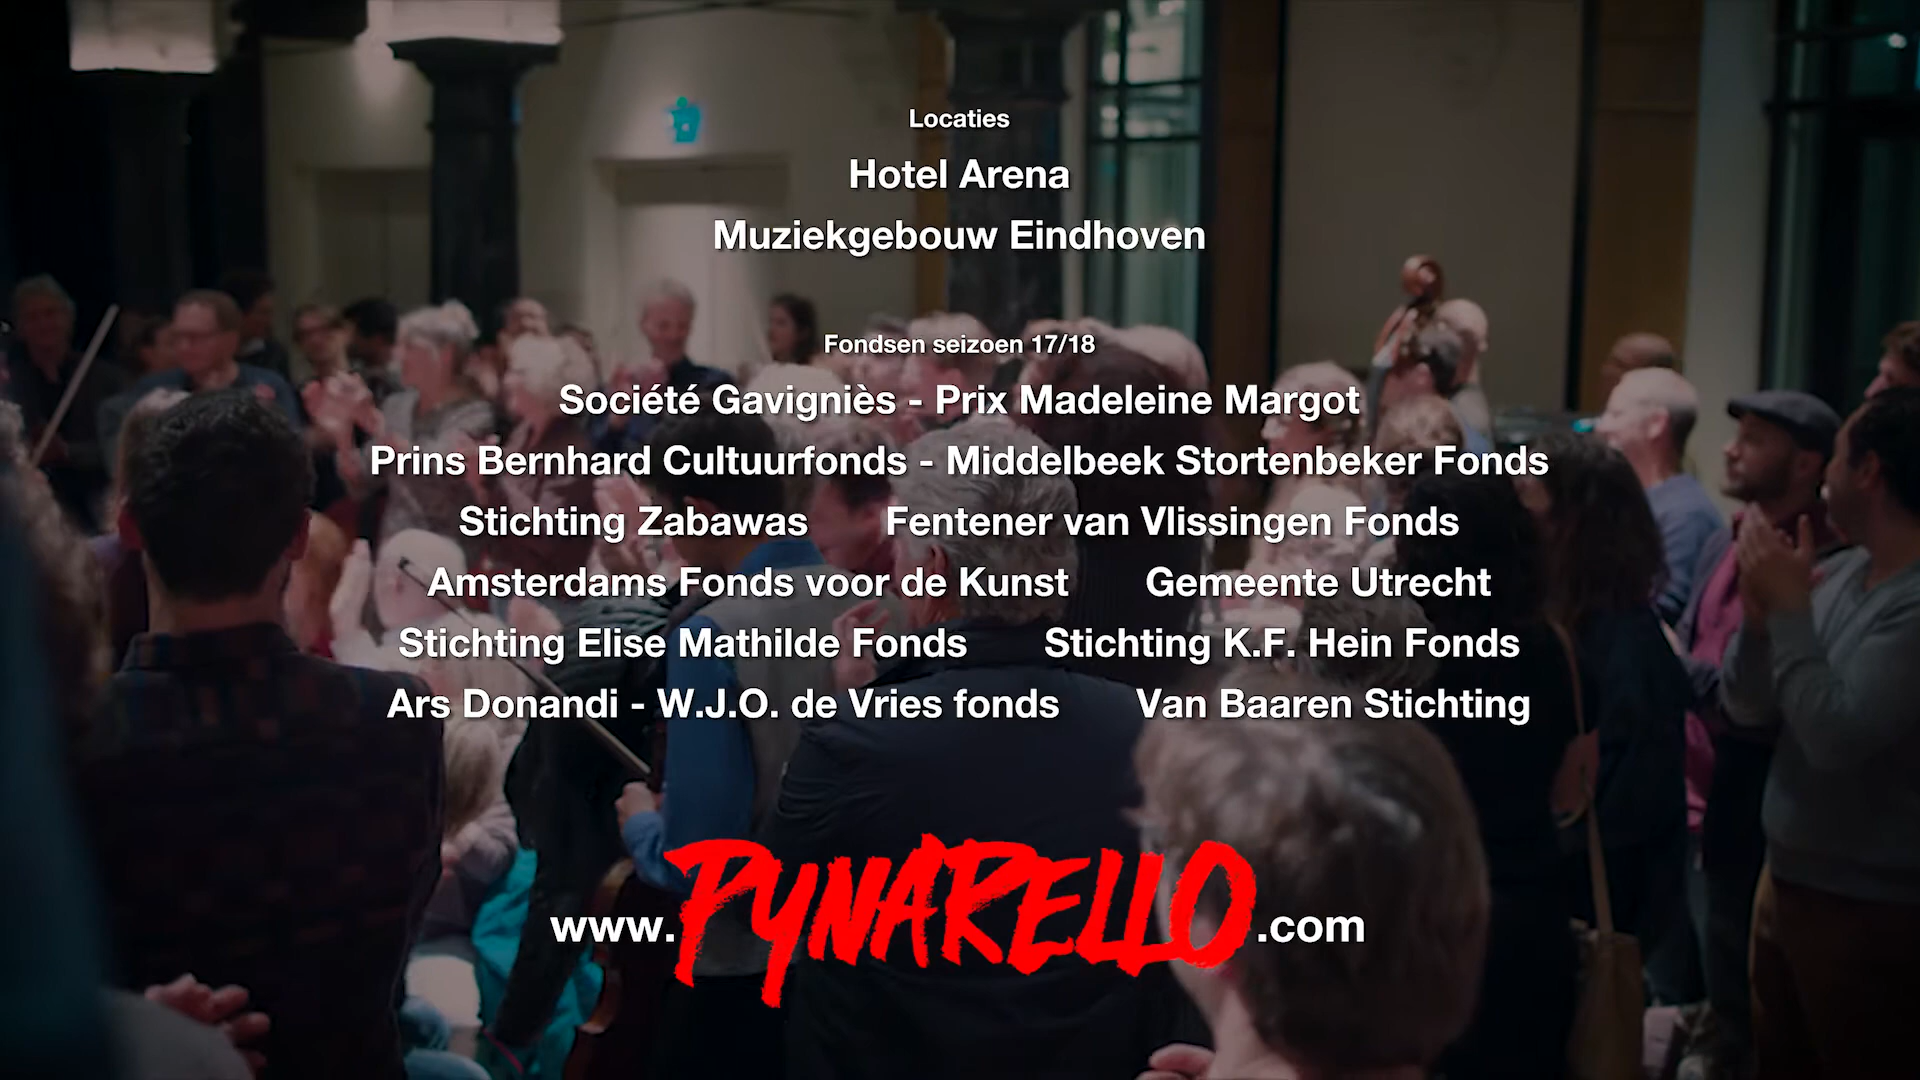 Locaties
Hotel Arena
Muziekgebouw Eindhoven
Fondsen seizoen 17/18
Société Gavigniès - Prix Madeleine Margot
Prins Bernhard Cultuurfonds - Middelbeek Stortenbeker Fonds
Stichting Zabawas Fentener van Vlissingen Fonds
Amsterdams Fonds voor de Kunst Gemeente Utrecht
Stichting Elise Mathilde Fonds Stichting K.F. Hein Fonds
Ars Donandi - W.J.O. de Vries fonds Van Baaren Stichting
www.PYNARELLO.com